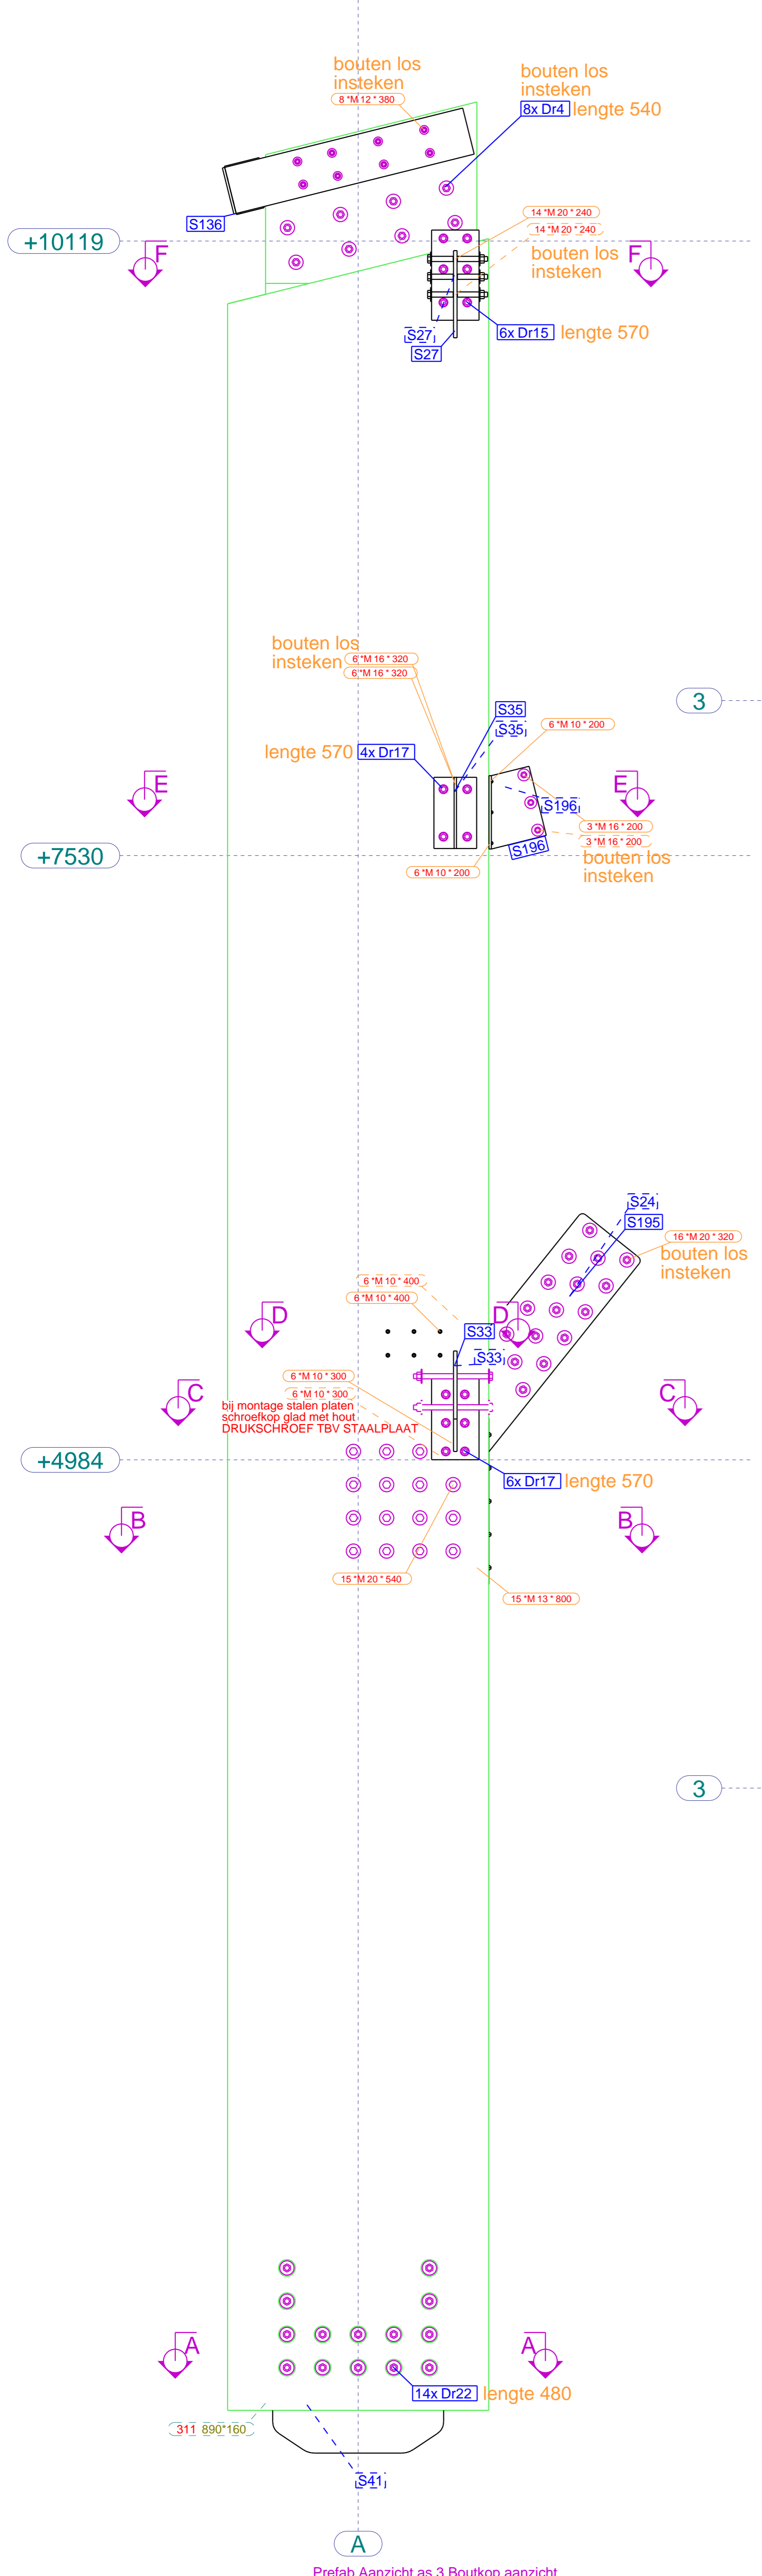 bouten los
insteken
8 *M 12 * 380
bouten los
insteken
8x Dr4 lengte 540
S136
14 *M 20 * 240
14 *M 20 * 240
bouten los
insteken
+10119
F
F
S27
S27
6x Dr15 lengte 570
bouten los
insteken
6 *M 16 * 320
6 *M 16 * 320
3
S35
S35
6 *M 10 * 200
lengte 570 4x Dr17
E
E
S196
3 *M 16 * 200
3 *M 16 * 200
S196
bouten los
insteken
+7530
6 *M 10 * 200
S24
S195
16 *M 20 * 320
bouten los
insteken
6 *M 10 * 400
6 *M 10 * 400
D
D
S33
S33
6 *M 10 * 300
6 *M 10 * 300
C
C
bij montage stalen platen
schroefkop glad met hout
DRUKSCHROEF TBV STAALPLAAT
+4984
6x Dr17 lengte 570
B
B
15 *M 20 * 540
15 *M 13 * 800
3
A
A
14x Dr22 lengte 480
311 890*160
S41
A
Prefab Aanzicht as 3 Boutkop aanzicht